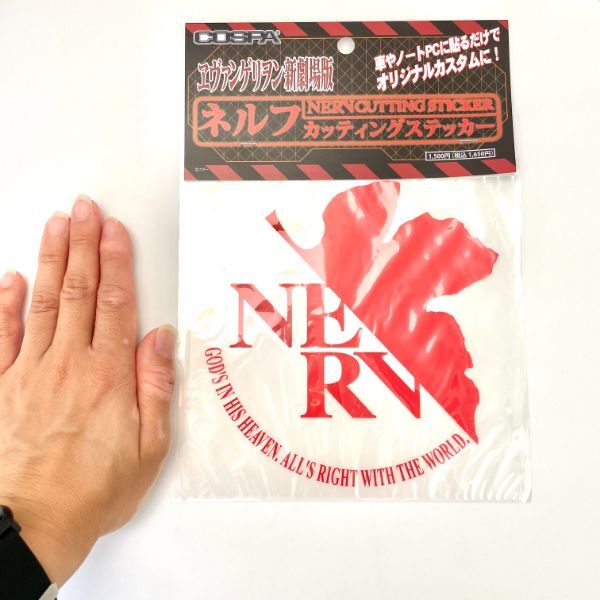 COSPA
ヱヴァンゲリヲン新劇場版
車やノートPCに貼るだけで
オリジナルカスタムに!
ネルフ
NERV CUTTING STICKER
カッティングステッカー
1,500円(税込 1,650円)
NE
RV
GOD'S IN HIS HEAVEN. ALL'S RIGHT WITH THE WORLD.